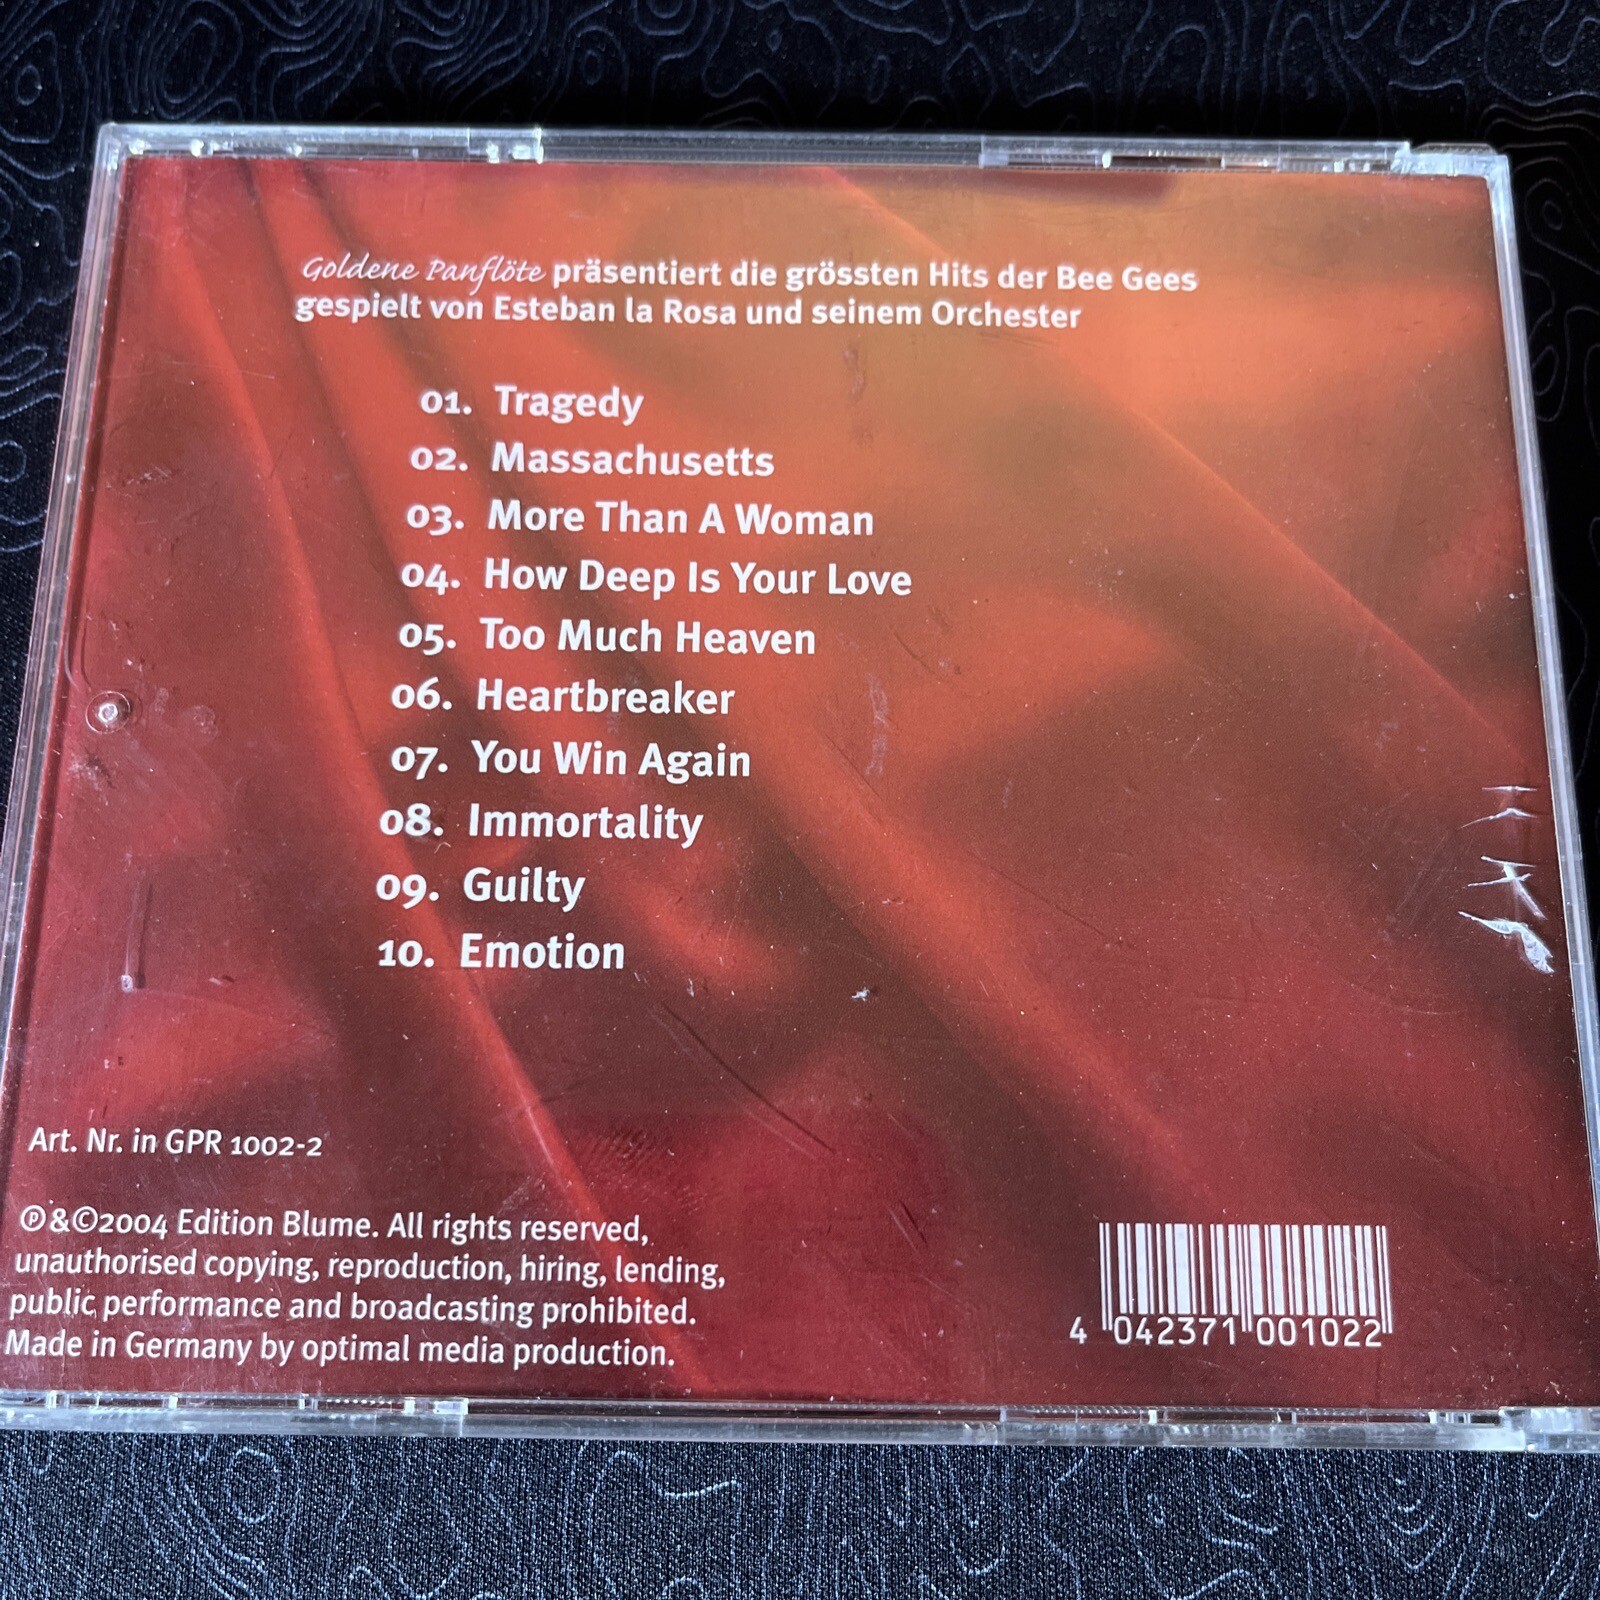 Goldene Panflöte präsentiert die grössten Hits der Bee Gees
gespielt von Esteban la Rosa und seinem Orchester
01. Tragedy
02. Massachusetts
03. More Than A Woman
04. How Deep Is Your Love
05. Too Much Heaven
06. Heartbreaker
07. You Win Again
08. Immortality
09. Guilty
10. Emotion
Art. Nr. in GPR 1002-2
℗&©2004 Edition Blume. All rights reserved,
unauthorised copying, reproduction, hiring, lending,
public performance and broadcasting prohibited.
Made in Germany by optimal media production.
4 042371 001022